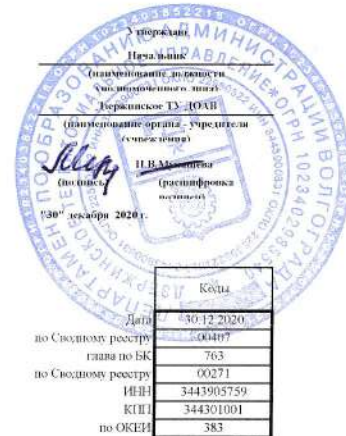 Утверждаю
Начальник
(наименование должности
уполномоченного лица)
Дзержинское ТУ ДОАВ
(наименование органа - учредителя
(учреждения)
(подпись)
(расшифровка
подписи)
"30" декабря 2020 г.
Коды
Дата 30.12.2020
по Сводному реестру 00407
глава по БК 763
по Сводному реестру 00271
ИНН 3443905759
КПП 344301001
по ОКЕИ 383